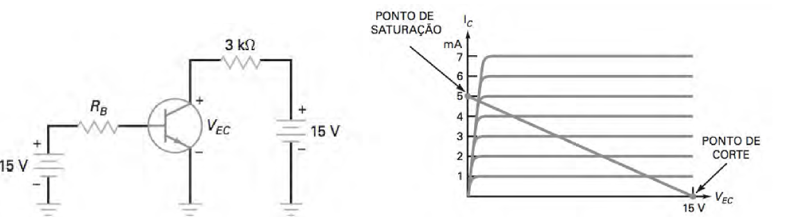 3 kΩ
R_B
+
V_EC
−
+
15 V
−
+
15 V
−
PONTO DE
SATURAÇÃO
I_C
mA
7
6
5
4
3
2
1
PONTO DE
CORTE
V_EC
15 V